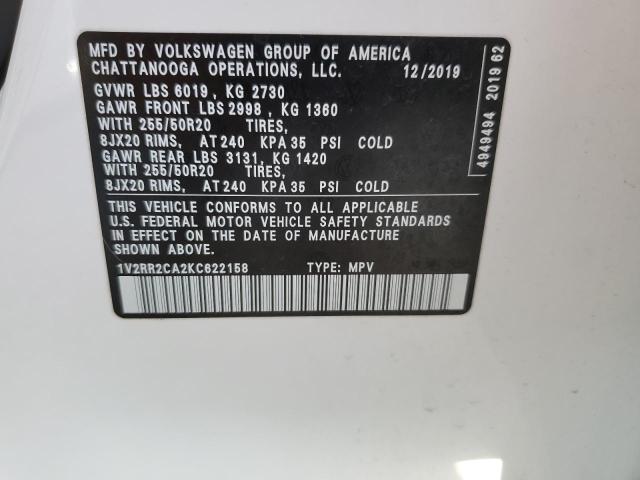 MFD BY VOLKSWAGEN GROUP OF AMERICA
CHATTANOOGA OPERATIONS, LLC. 12/2019
GVWR LBS 6019, KG 2730
GAWR FRONT LBS 2998 , KG 1360
WITH 255/50R20 TIRES,
8JX20 RIMS, AT 240 KPA 35 PSI COLD
GAWR REAR LBS 3131, KG 1420
WITH 255/50R20 TIRES,
8JX20 RIMS, AT 240 KPA 35 PSI COLD
THIS VEHICLE CONFORMS TO ALL APPLICABLE
U.S. FEDERAL MOTOR VEHICLE SAFETY STANDARDS
IN EFFECT ON THE DATE OF MANUFACTURE
SHOWN ABOVE.
1V2RR2CA2KC622158 TYPE: MPV
4949494 2019 62